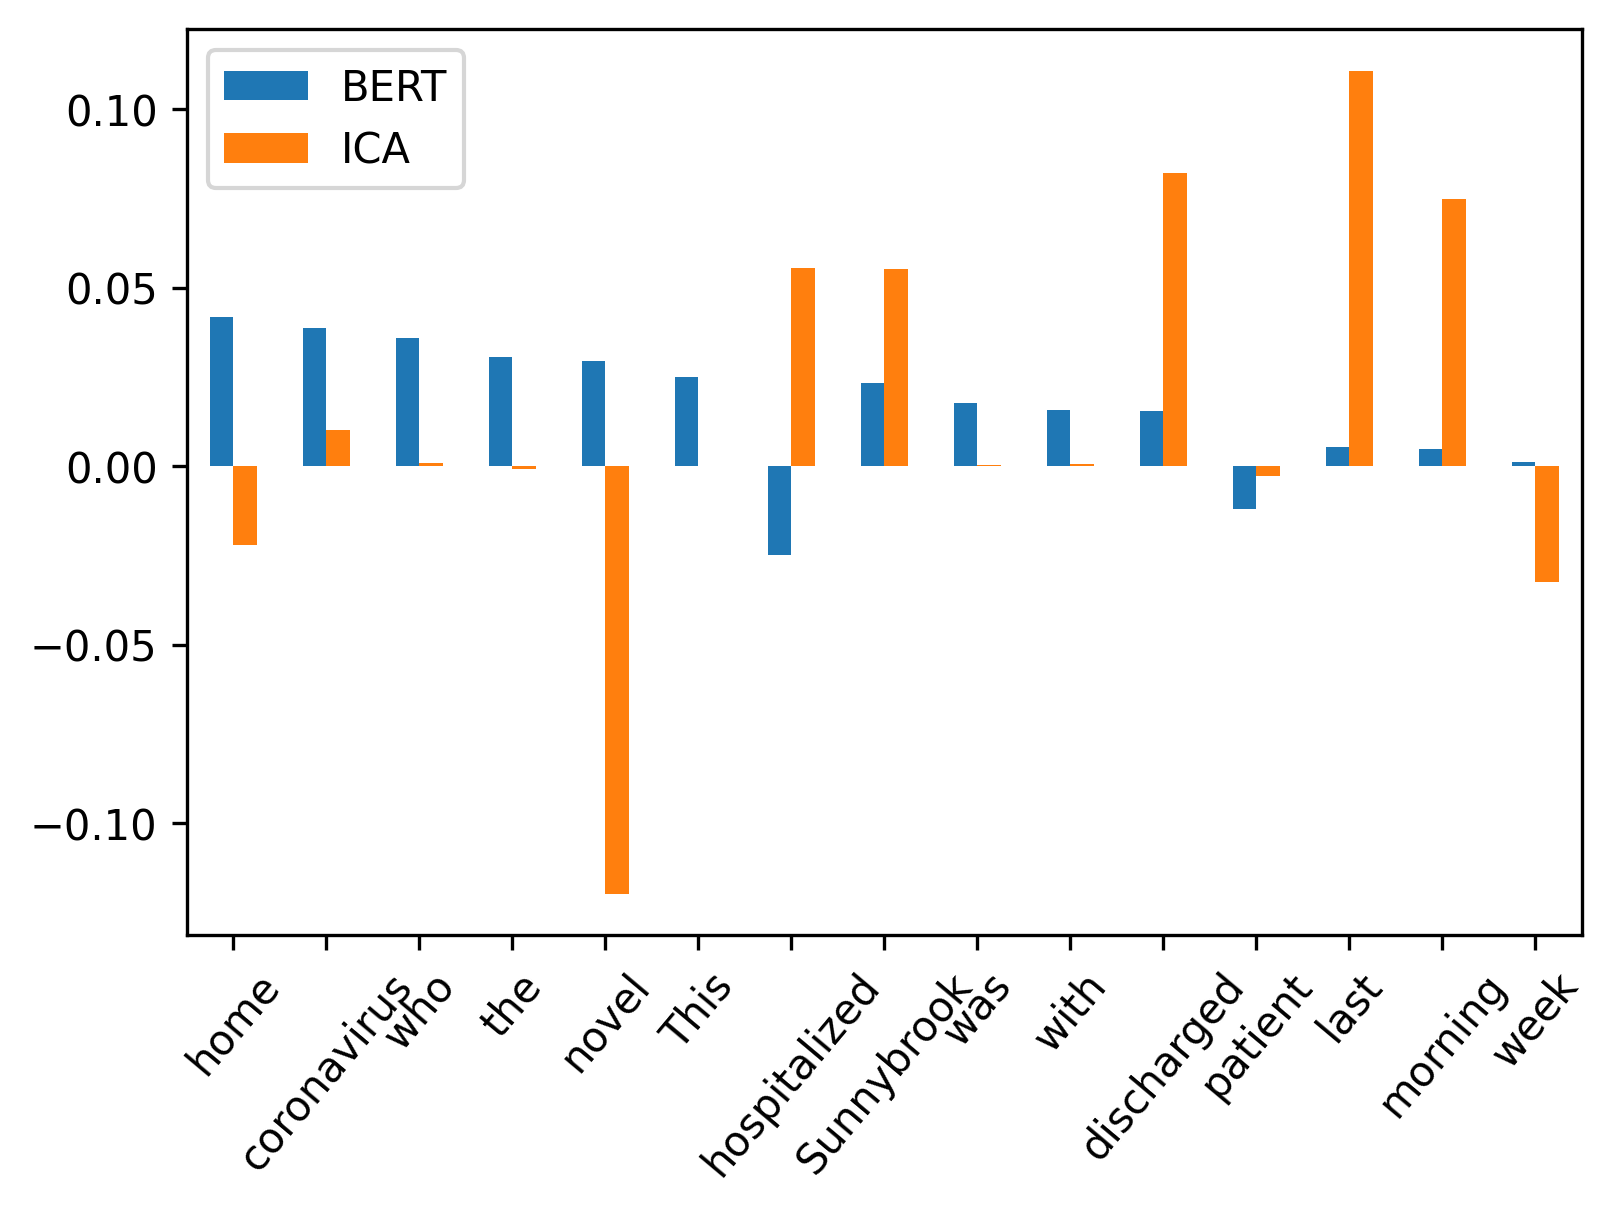 BERT
ICA
0.10
0.05
0.00
−0.05
−0.10
home
coronavirus
who
the
novel
This
hospitalized
Sunnybrook
was
with
discharged
patient
last
morning
week